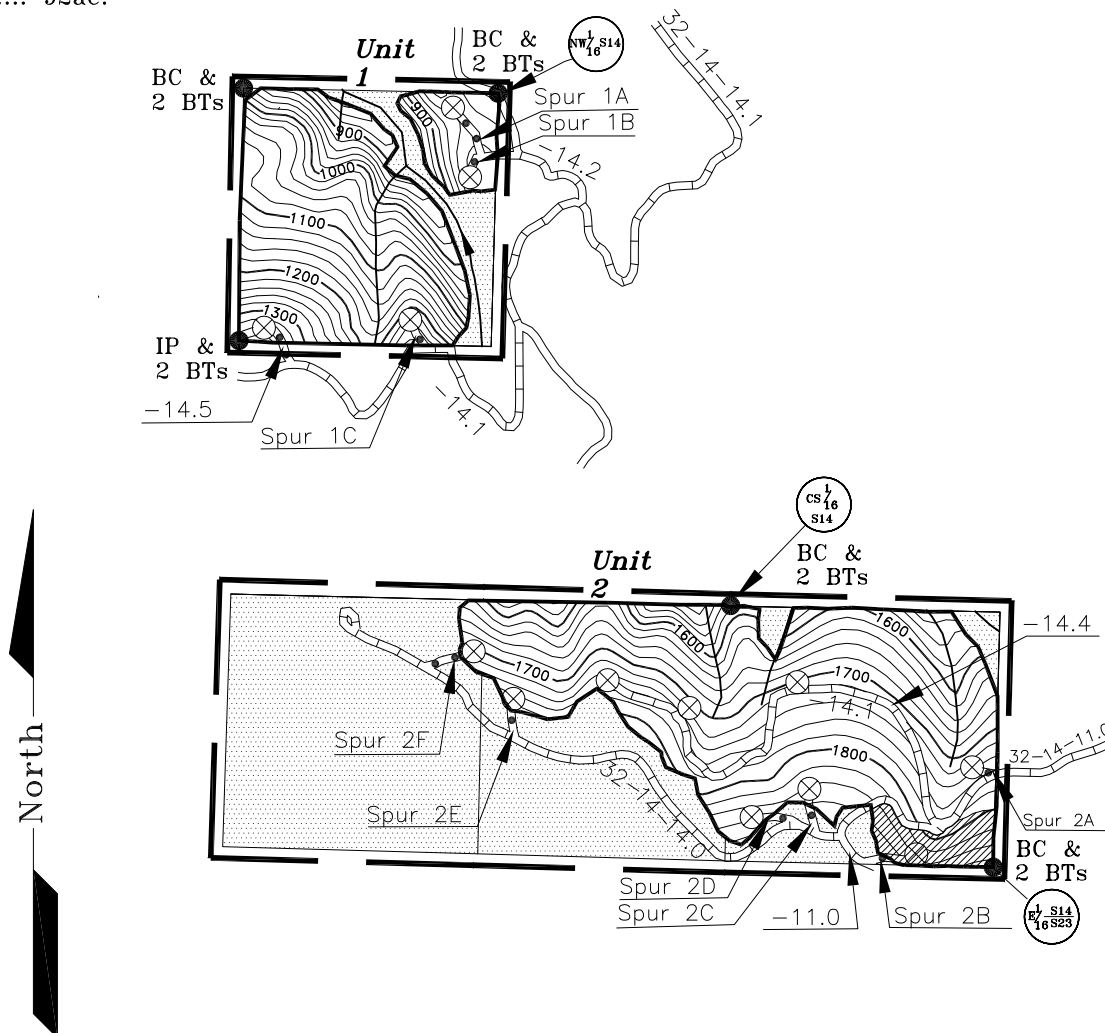 32ac.
Unit
1
BC &
2 BTs
BC &
2 BTs
NW 1/16 S14
32-14-14.1
Spur 1A
Spur 1B
-14.2
900
900
1000
1100
1200
1300
IP &
2 BTs
-14.5
Spur 1C
-14.1
North
CS 1/16
S14
BC &
2 BTs
Unit
2
1600
1600
-14.4
1700
1700
-14.1
1800
32-14-11.0
Spur 2F
Spur 2E
32-14-14.0
Spur 2A
BC &
2 BTs
Spur 2D
Spur 2C
-11.0
Spur 2B
E 1/16 S14
S23